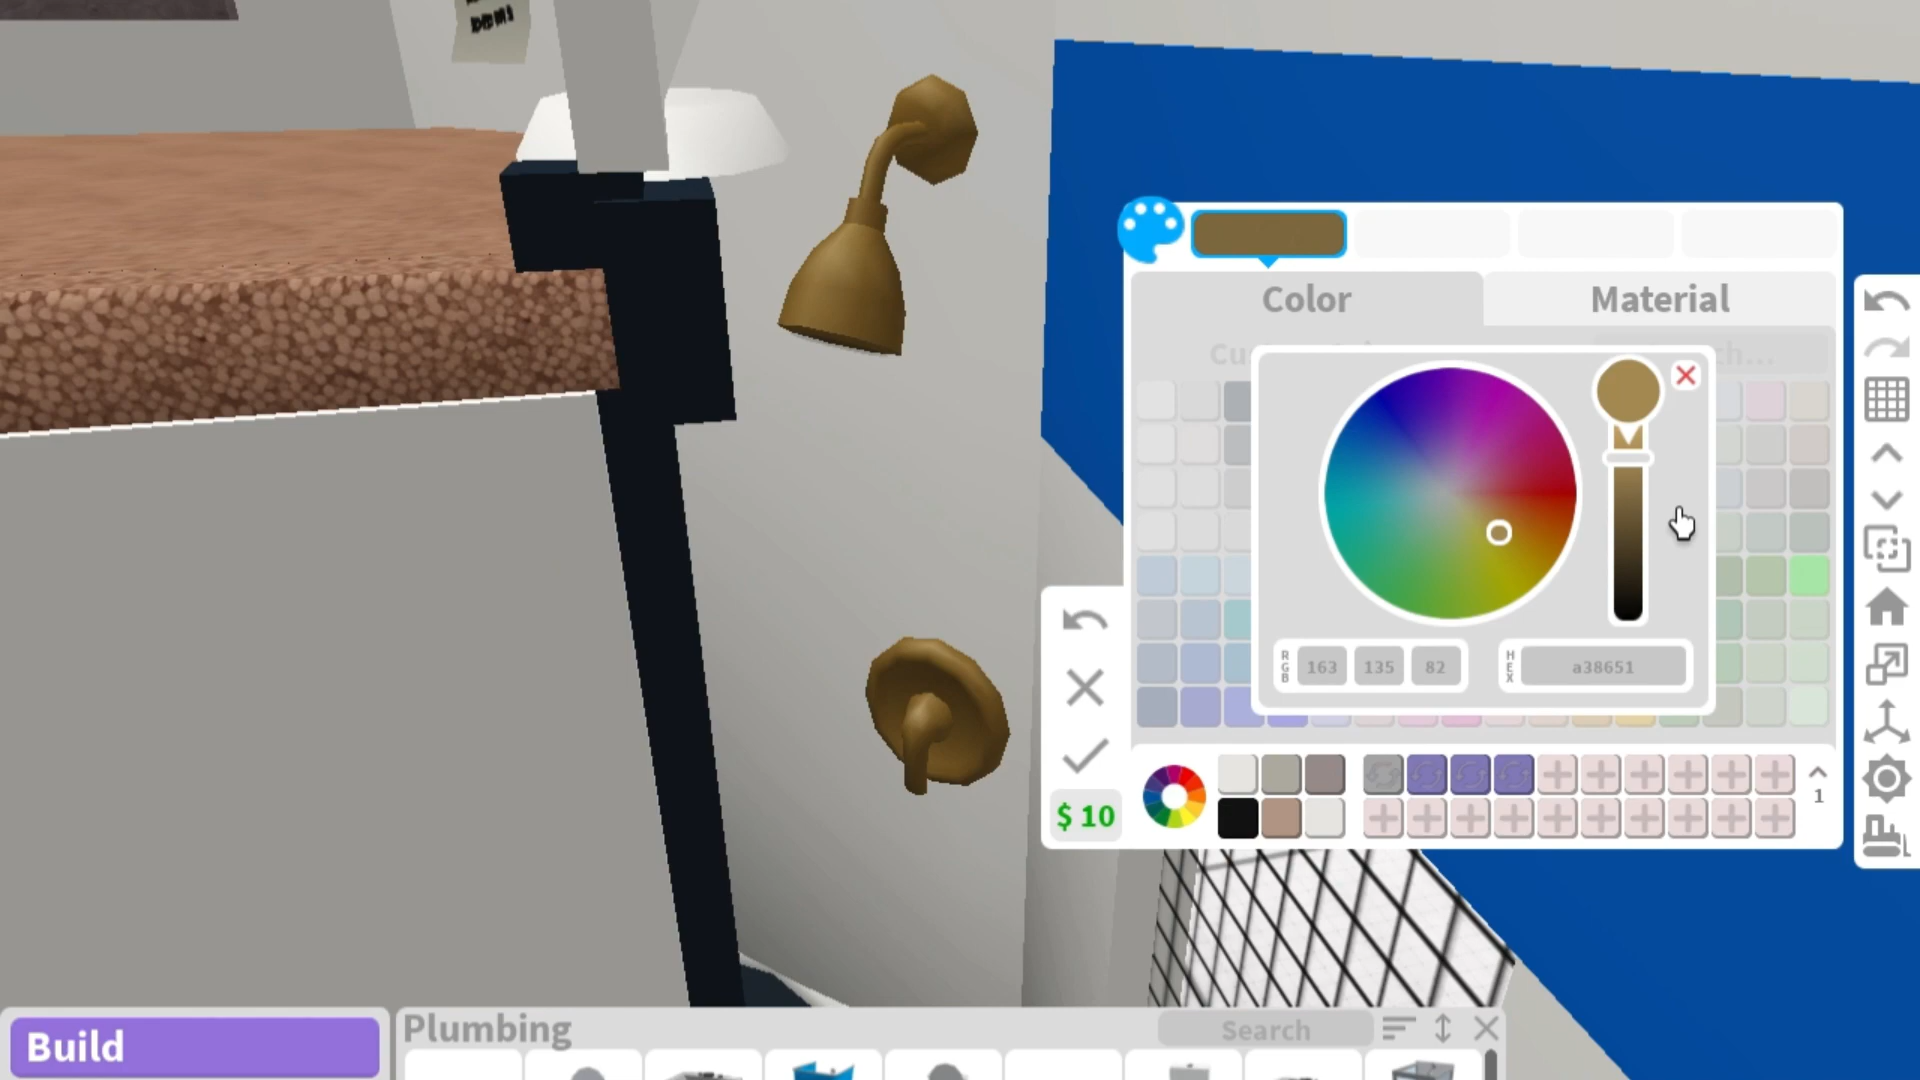 Color
Material
R
G
B
163
135
82
H
E
X
a38651
$ 10
1
Build
Plumbing
Search